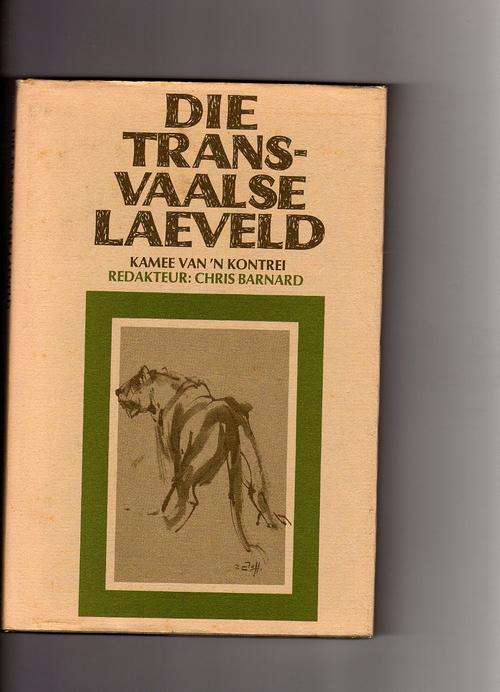 DIE
TRANS-
VAALSE
LAEVELD
KAMEE VAN 'N KONTREI
REDAKTEUR: CHRIS BARNARD